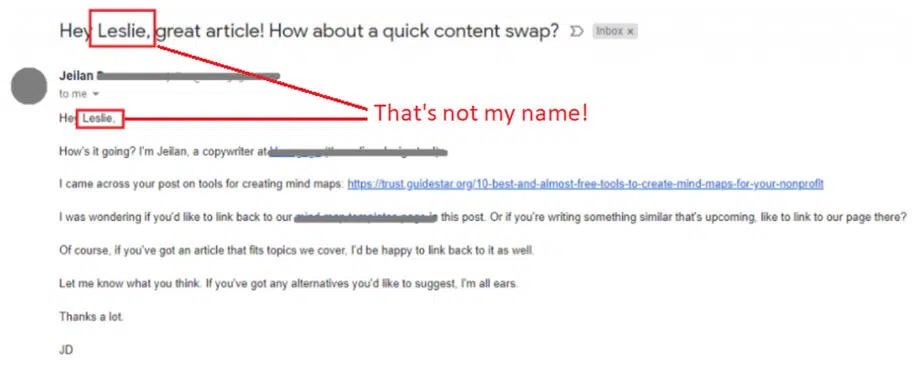 Hey Leslie, great article! How about a quick content swap? Inbox x
Jeilan
to me
Hey Leslie,
That's not my name!
How's it going? I'm Jeilan, a copywriter at
I came across your post on tools for creating mind maps: https://trust.guidestar.org/10-best-and-almost-free-tools-to-create-mind-maps-for-your-nonprofit
I was wondering if you'd like to link back to our this post. Or if you're writing something similar that's upcoming, like to link to our page there?
Of course, if you've got an article that fits topics we cover, I'd be happy to link back to it as well.
Let me know what you think. If you've got any alternatives you'd like to suggest, I'm all ears.
Thanks a lot.
JD